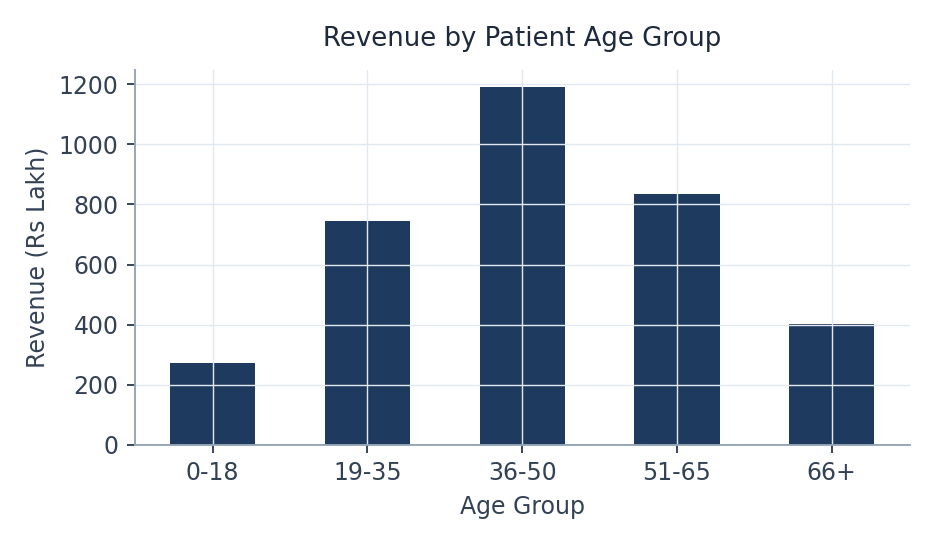 Revenue by Patient Age Group
Revenue (Rs Lakh)
1200
1000
800
600
400
200
0
0-18 19-35 36-50 51-65 66+
Age Group